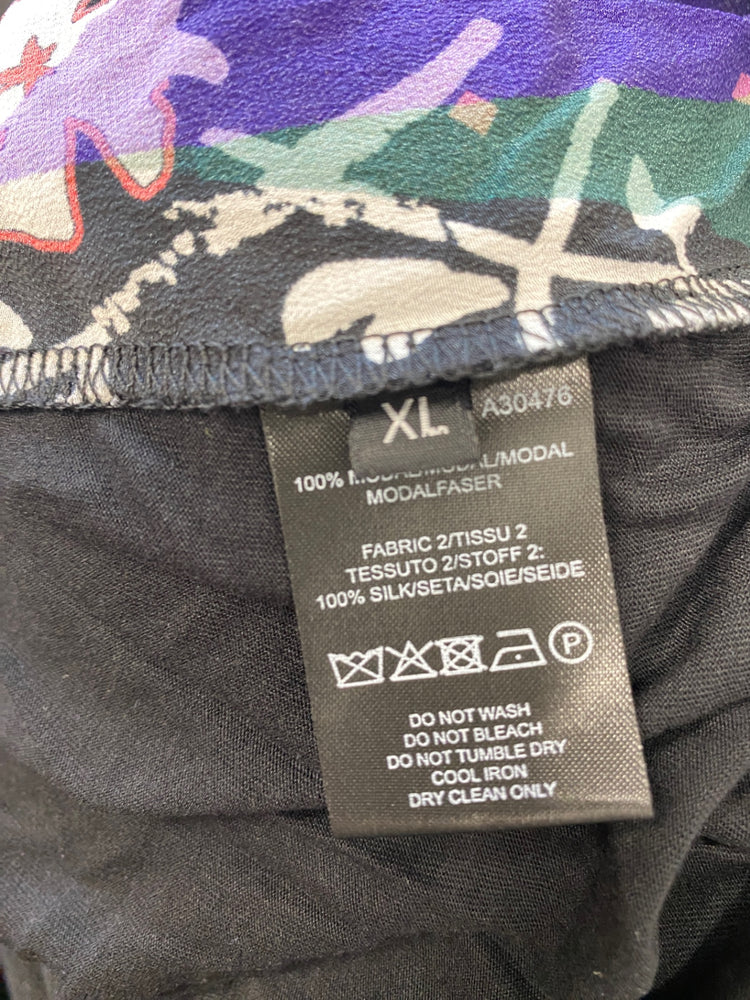 XL
A30476
100% MODAL/MODAL/MODAL
MODALFASER
FABRIC 2/TISSU 2
TESSUTO 2/STOFF 2:
100% SILK/SETA/SOIE/SEIDE
P
DO NOT WASH
DO NOT BLEACH
DO NOT TUMBLE DRY
COOL IRON
DRY CLEAN ONLY